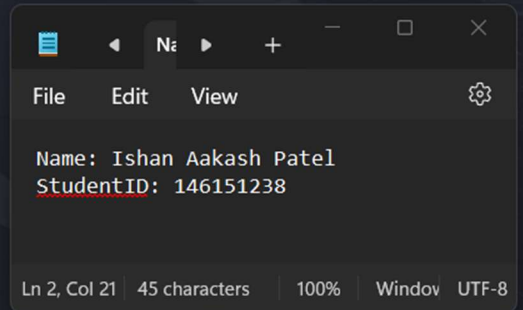 Na
File Edit View
Name: Ishan Aakash Patel
StudentID: 146151238
Ln 2, Col 21 45 characters 100% Window UTF-8